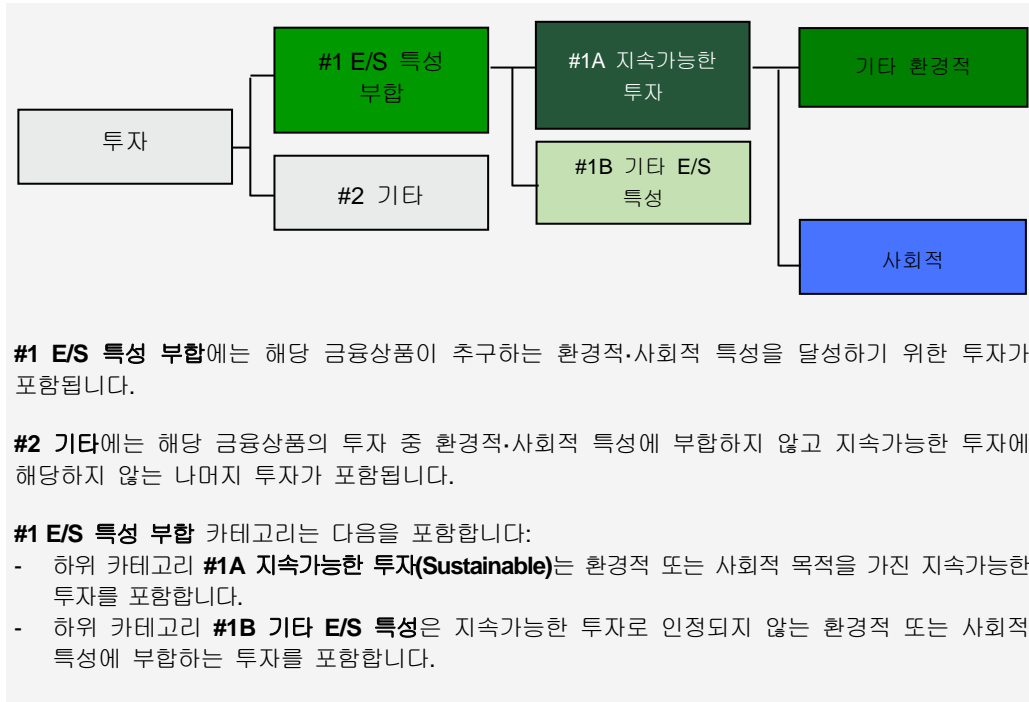 #1 E/S 특성
부합
#1A 지속가능한
투자
기타 환경적
투자
#2 기타
#1B 기타 E/S
특성
사회적
#1 E/S 특성 부합에는 해당 금융상품이 추구하는 환경적·사회적 특성을 달성하기 위한 투자가
포함됩니다.
#2 기타에는 해당 금융상품의 투자 중 환경적·사회적 특성에 부합하지 않고 지속가능한 투자에
해당하지 않는 나머지 투자가 포함됩니다.
#1 E/S 특성 부합 카테고리는 다음을 포함합니다:
- 하위 카테고리 #1A 지속가능한 투자(Sustainable)는 환경적 또는 사회적 목적을 가진 지속가능한
투자를 포함합니다.
- 하위 카테고리 #1B 기타 E/S 특성은 지속가능한 투자로 인정되지 않는 환경적 또는 사회적
특성에 부합하는 투자를 포함합니다.